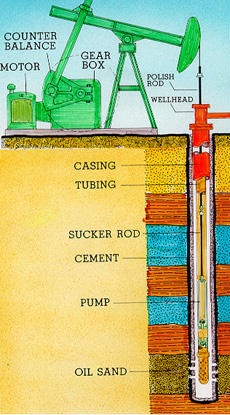 COUNTER
BALANCE
GEAR
BOX
MOTOR
POLISH
ROD
WELLHEAD
CASING
TUBING
SUCKER ROD
CEMENT
PUMP
OIL SAND